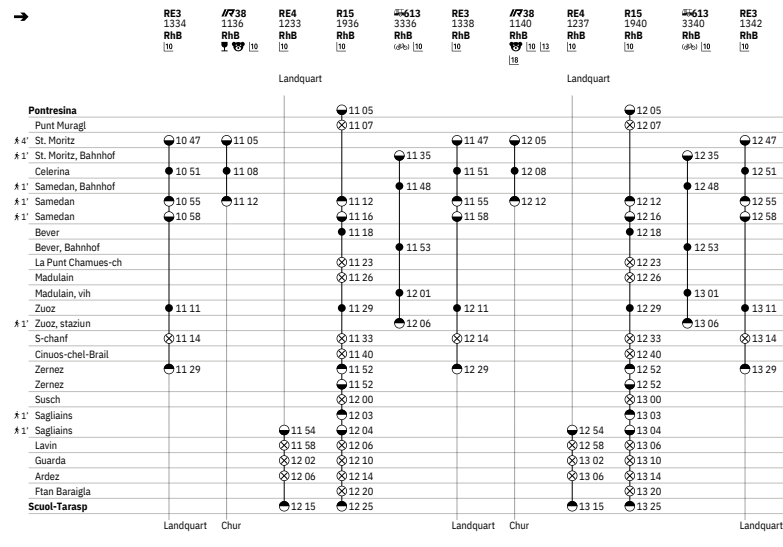 RE3 IR38 RE4 R15 613 RE3 IR38 RE4 R15 613 RE3
1334 1136 1233 1936 3336 1338 1140 1237 1940 3340 1342
RhB RhB RhB RhB RhB RhB RhB RhB RhB RhB RhB
10 10 10 10 10 10 10 13 10 10 10 10
18
Landquart Landquart
Pontresina 11 05 12 05
Punt Muragl 11 07 12 07
4' St. Moritz 10 47 11 05 11 47 12 05 12 47
1' St. Moritz, Bahnhof 11 35 12 35
Celerina 10 51 11 08 11 51 12 08 12 51
1' Samedan, Bahnhof 11 48 12 48
1' Samedan 10 55 11 12 11 12 11 55 12 12 12 12 12 55
1' Samedan 10 58 11 16 11 58 12 16 12 58
Bever 11 18 12 18
Bever, Bahnhof 11 53 12 53
La Punt Chamues-ch 11 23 12 23
Madulain 11 26 12 26
Madulain, vih 12 01 13 01
Zuoz 11 11 11 29 12 11 12 29 13 11
1' Zuoz, staziun 12 06 13 06
S-chanf 11 14 11 33 12 14 12 33 13 14
Cinuos-chel-Brail 11 40 12 40
Zernez 11 29 11 52 12 29 12 52 13 29
Zernez 11 52 12 52
Susch 12 00 13 00
1' Sagliains 12 03 13 03
1' Sagliains 11 54 12 04 12 54 13 04
Lavin 11 58 12 06 12 58 13 06
Guarda 12 02 12 10 13 02 13 10
Ardez 12 06 12 14 13 06 13 14
Ftan Baraigla 12 20 13 20
Scuol-Tarasp 12 15 12 25 13 15 13 25
Landquart Chur Landquart Chur Landquart